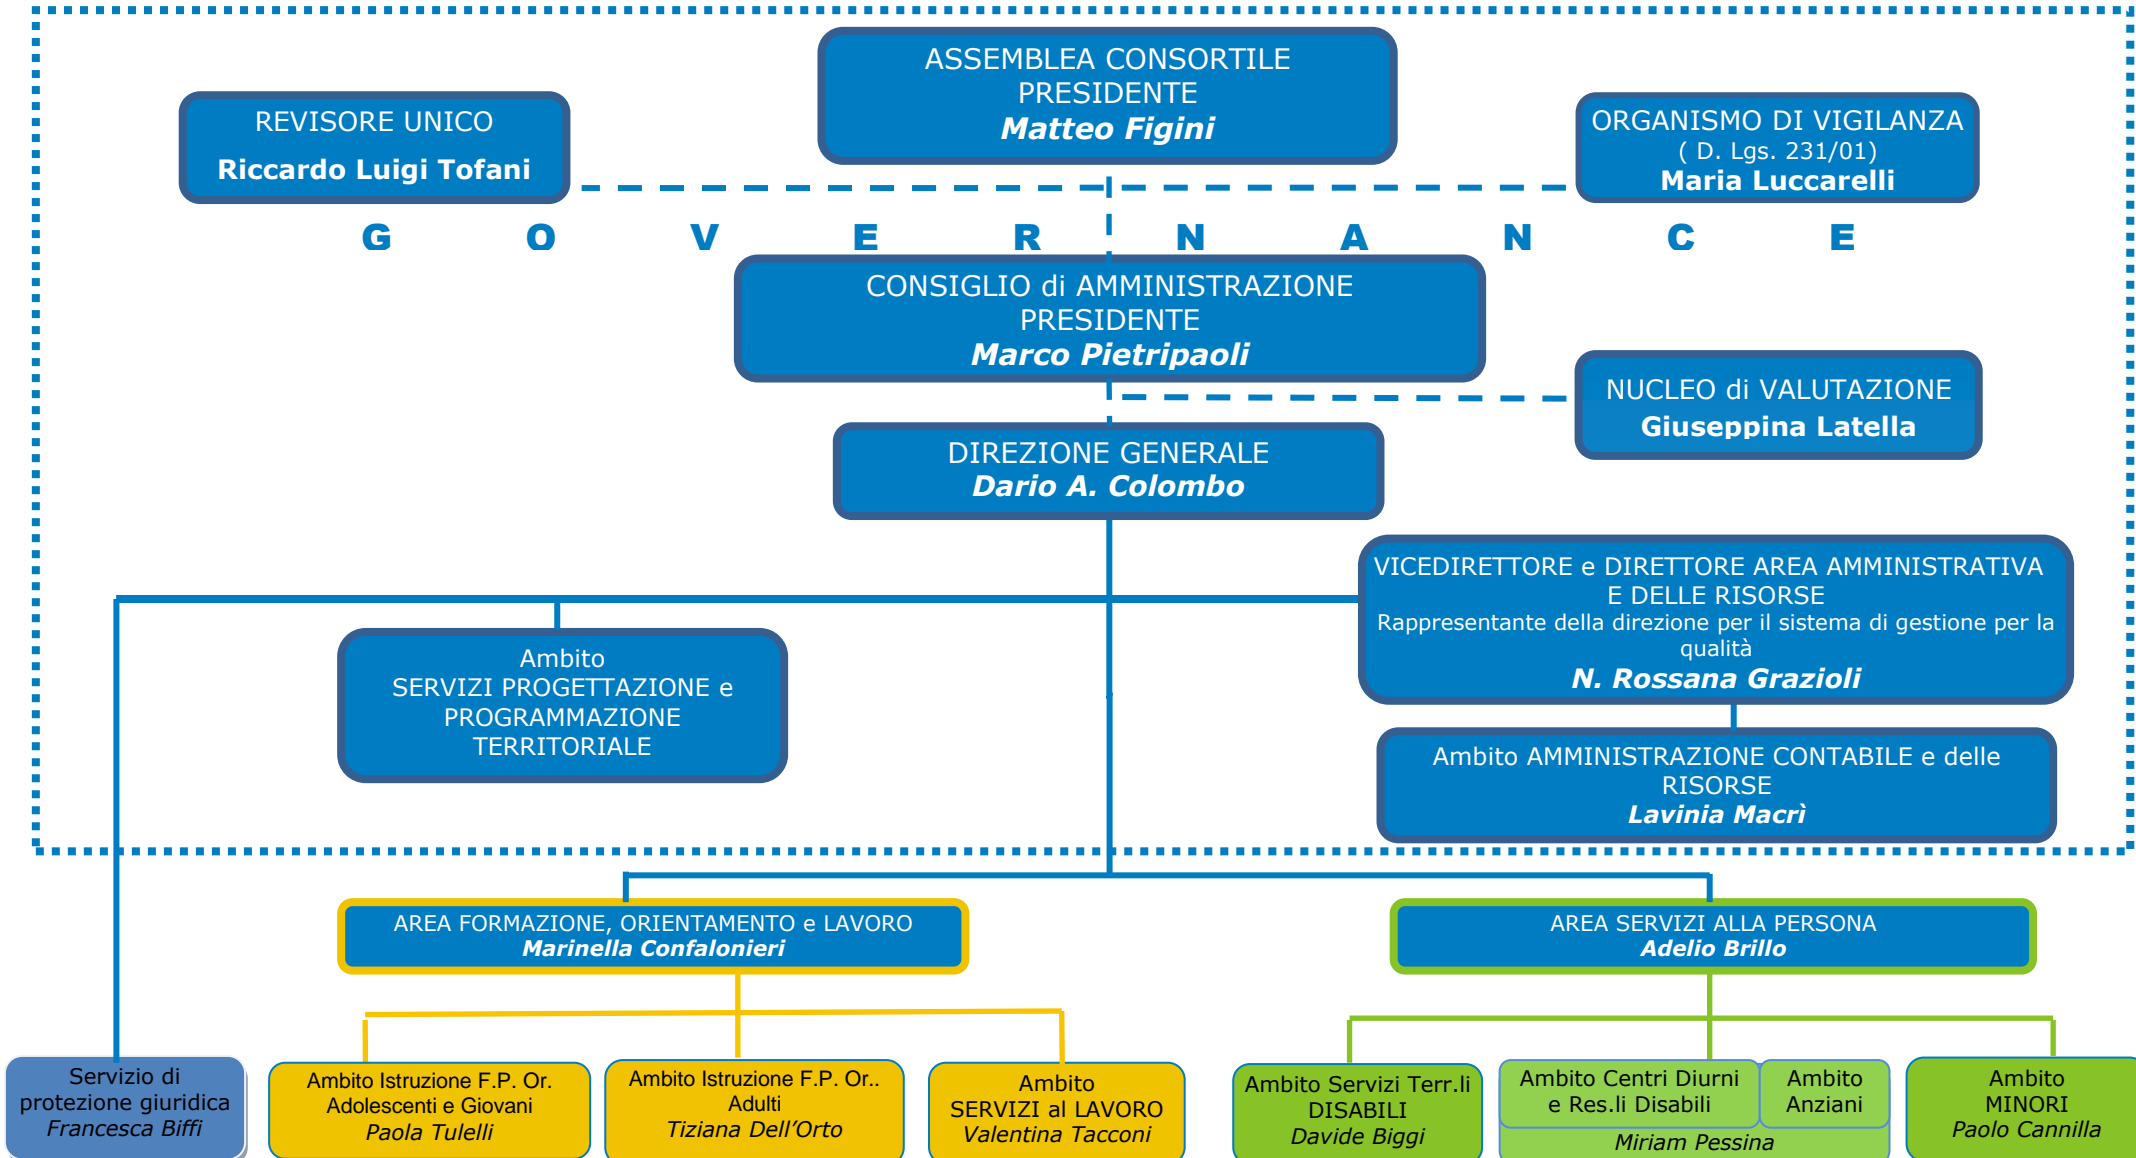 ASSEMBLEA CONSORTILE
PRESIDENTE
Matteo Figini
REVISORE UNICO
Riccardo Luigi Tofani
ORGANISMO DI VIGILANZA
( D. Lgs. 231/01)
Maria Luccarelli
G O V E R N A N C E
CONSIGLIO di AMMINISTRAZIONE
PRESIDENTE
Marco Pietripaoli
NUCLEO di VALUTAZIONE
Giuseppina Latella
DIREZIONE GENERALE
Dario A. Colombo
VICEDIRETTORE e DIRETTORE AREA AMMINISTRATIVA
E DELLE RISORSE
Rappresentante della direzione per il sistema di gestione per la
qualità
N. Rossana Grazioli
Ambito
SERVIZI PROGETTAZIONE e
PROGRAMMAZIONE
TERRITORIALE
Ambito AMMINISTRAZIONE CONTABILE e delle
RISORSE
Lavinia Macrì
AREA FORMAZIONE, ORIENTAMENTO e LAVORO
Marinella Confalonieri
AREA SERVIZI ALLA PERSONA
Adelio Brillo
Servizio di
protezione giuridica
Francesca Biffi
Ambito Istruzione F.P. Or.
Adolescenti e Giovani
Paola Tulelli
Ambito Istruzione F.P. Or..
Adulti
Tiziana Dell’Orto
Ambito
SERVIZI al LAVORO
Valentina Tacconi
Ambito Servizi Terr.li
DISABILI
Davide Biggi
Ambito Centri Diurni
e Res.li Disabili
Ambito
Anziani
Miriam Pessina
Ambito
MINORI
Paolo Cannilla